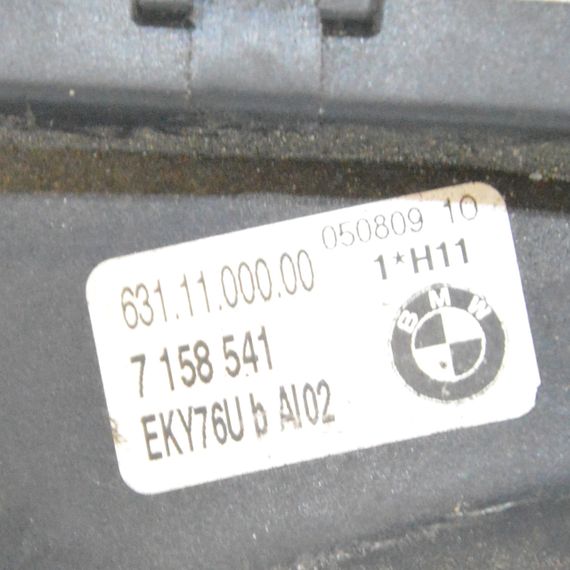 050809 10
631.11.000.00
1*H11
7 158 541
BMW
EKY76U b AI02